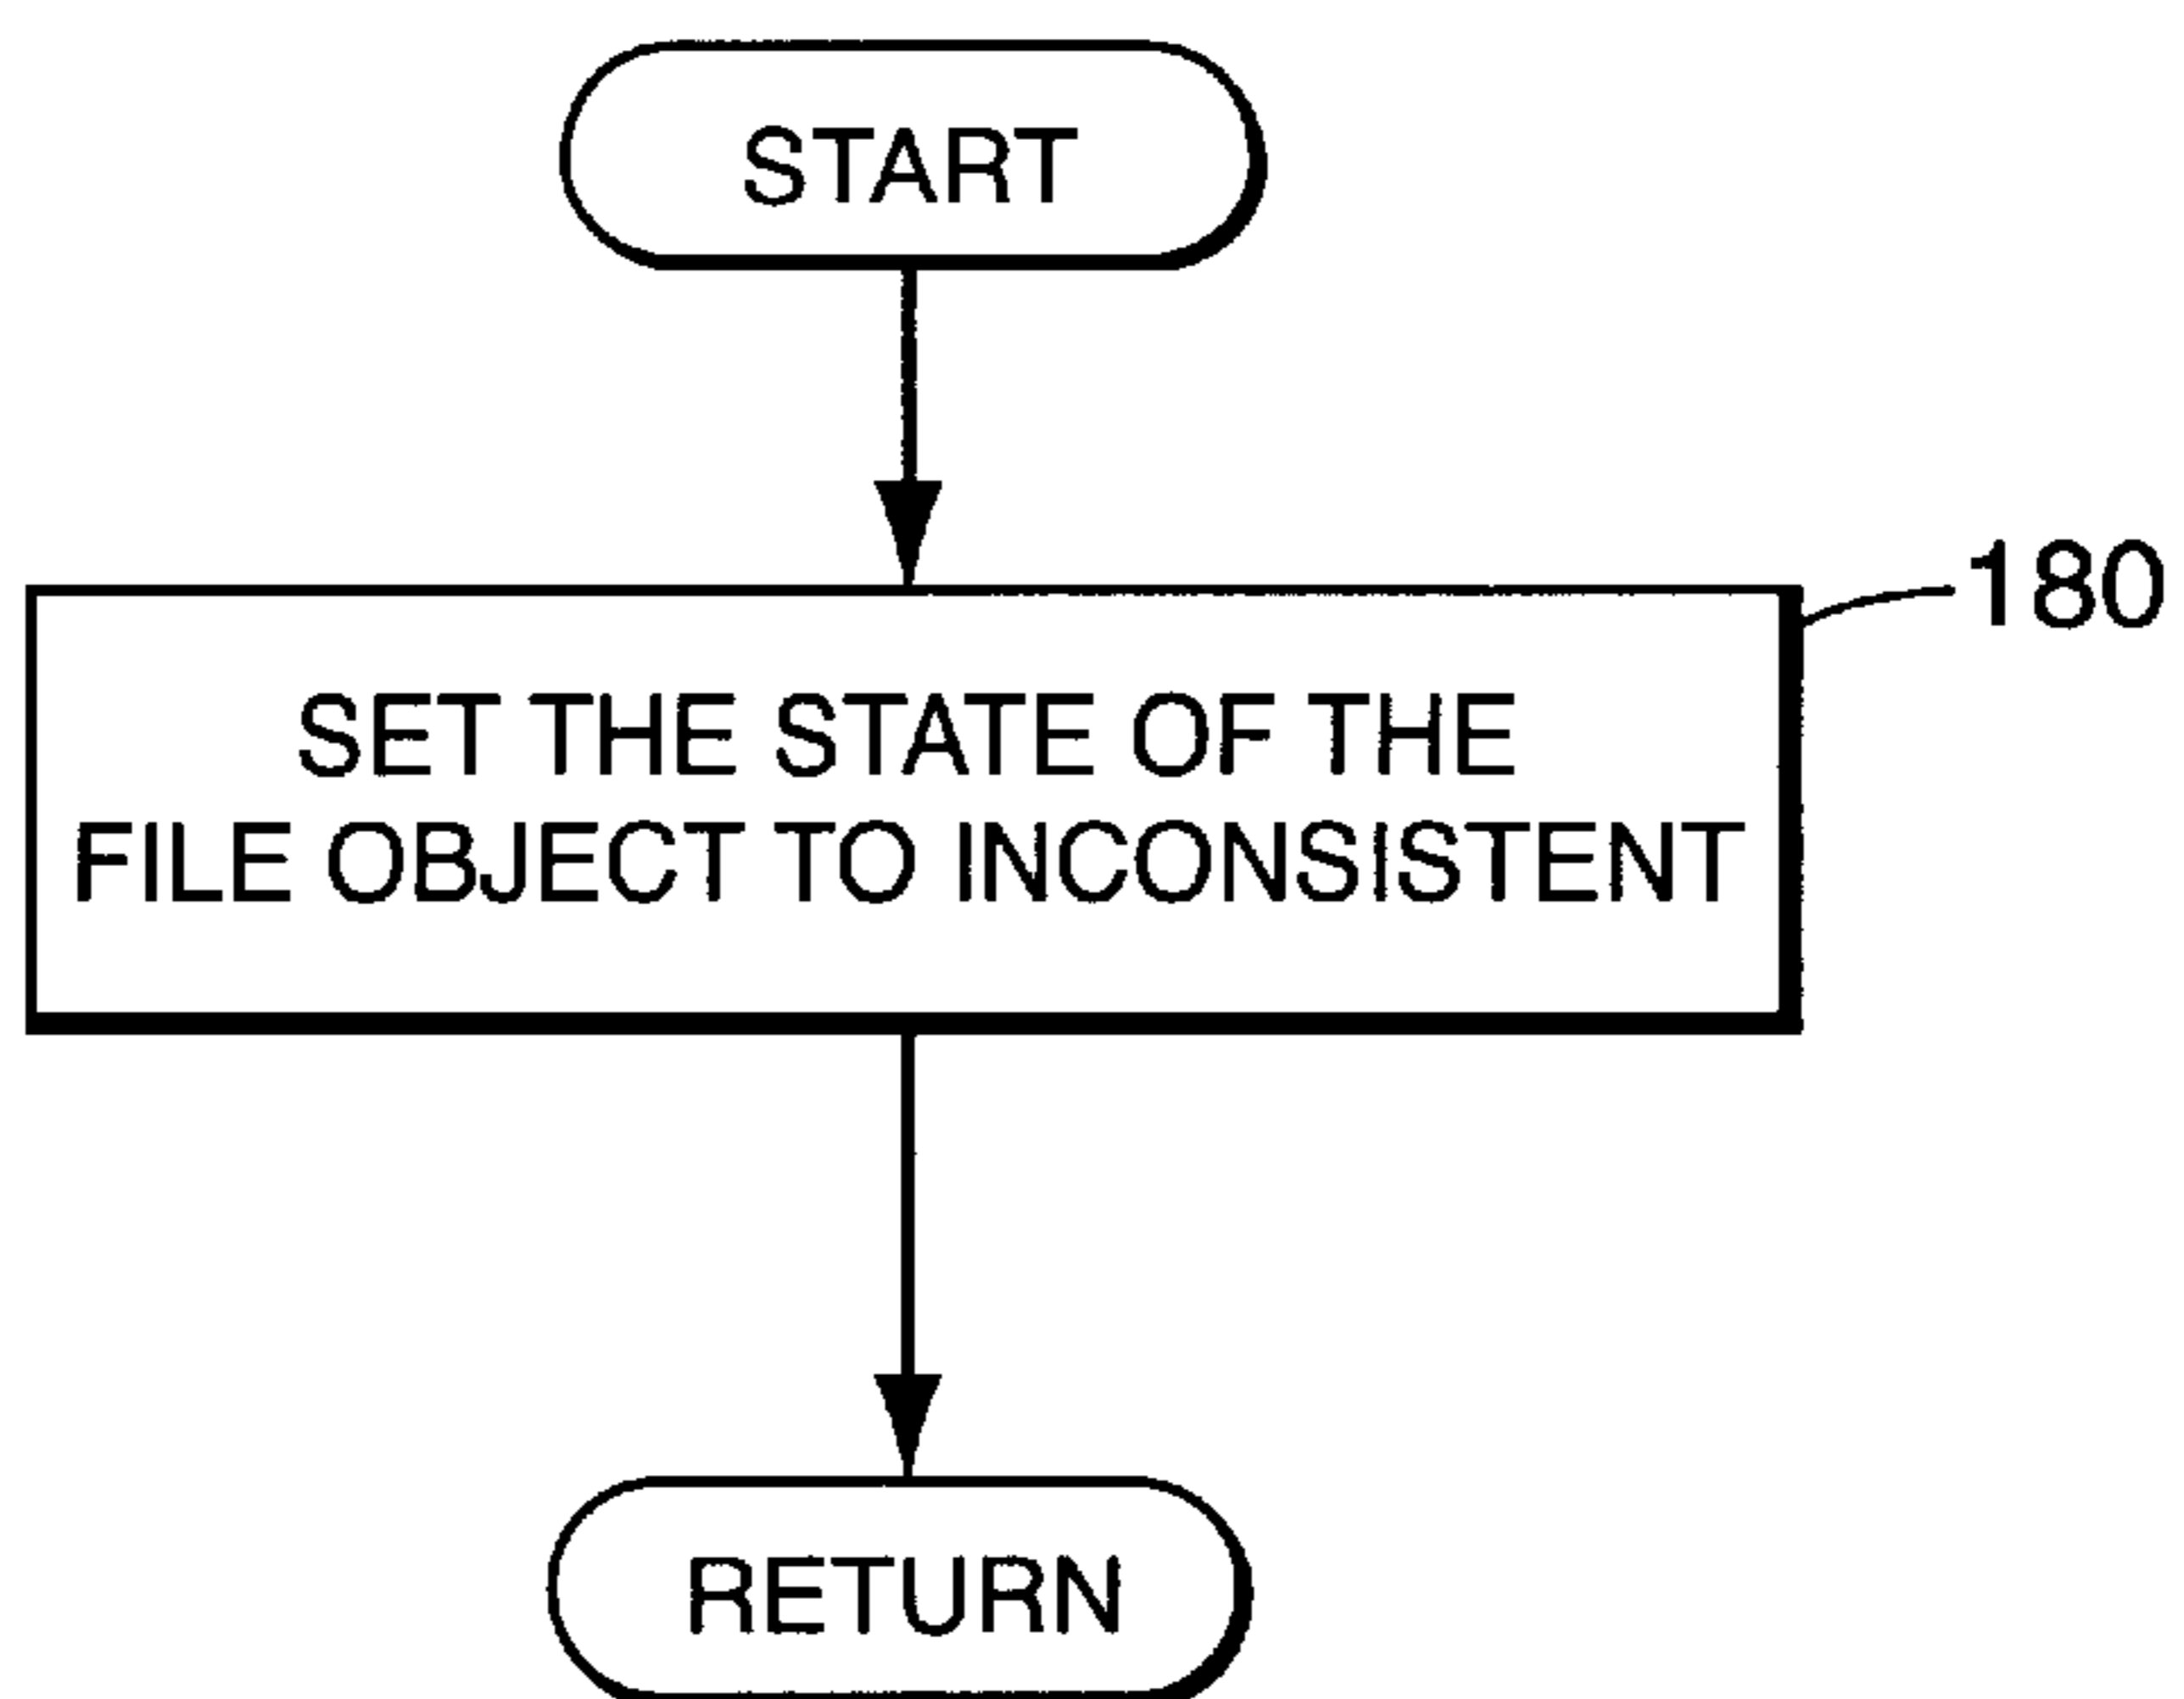 START
180
SET THE STATE OF THE
FILE OBJECT TO INCONSISTENT
RETURN